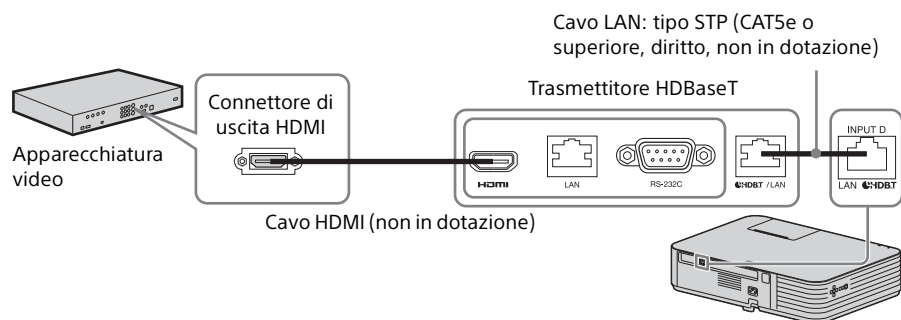 Cavo LAN: tipo STP (CAT5e o
superiore, diritto, non in dotazione)
Trasmettitore HDBaseT
Connettore di
uscita HDMI
Apparecchiatura
video
HDMI
LAN
RS-232C
HDBT / LAN
INPUT D
LAN HDBT
Cavo HDMI (non in dotazione)